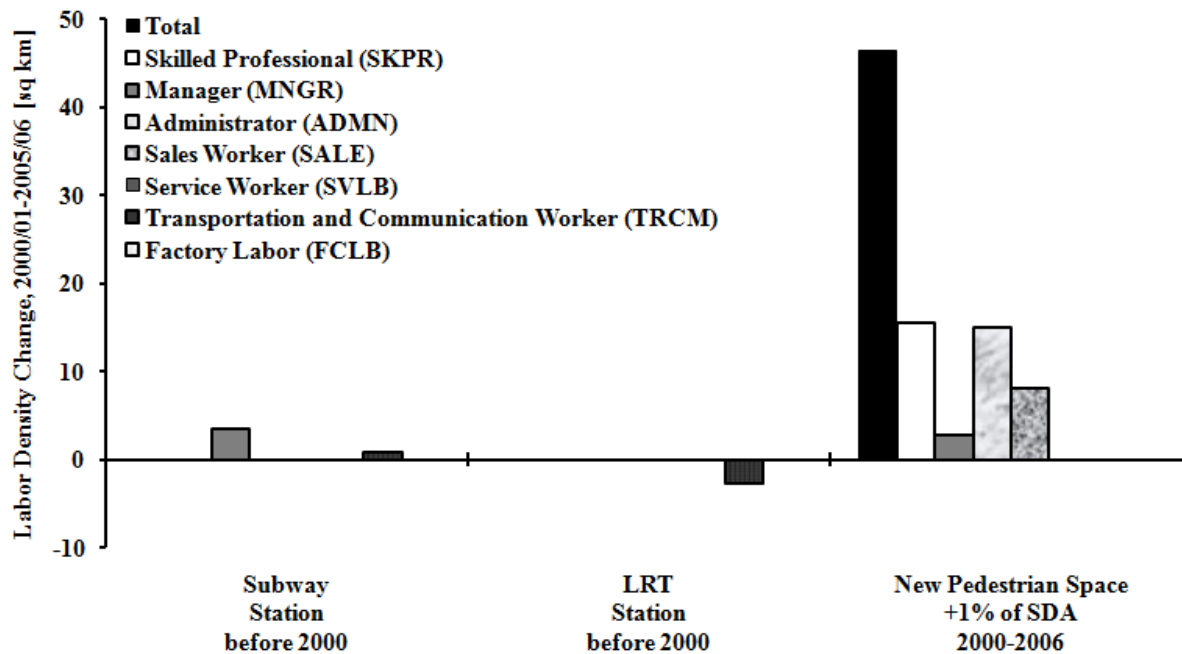 Labor Density Change, 2000/01-2005/06 [sq km]
50
40
30
20
10
0
-10
Total
Skilled Professional (SKPR)
Manager (MNGR)
Administrator (ADMN)
Sales Worker (SALE)
Service Worker (SVLB)
Transportation and Communication Worker (TRCM)
Factory Labor (FCLB)
Subway
Station
before 2000
LRT
Station
before 2000
New Pedestrian Space
+1% of SDA
2000-2006